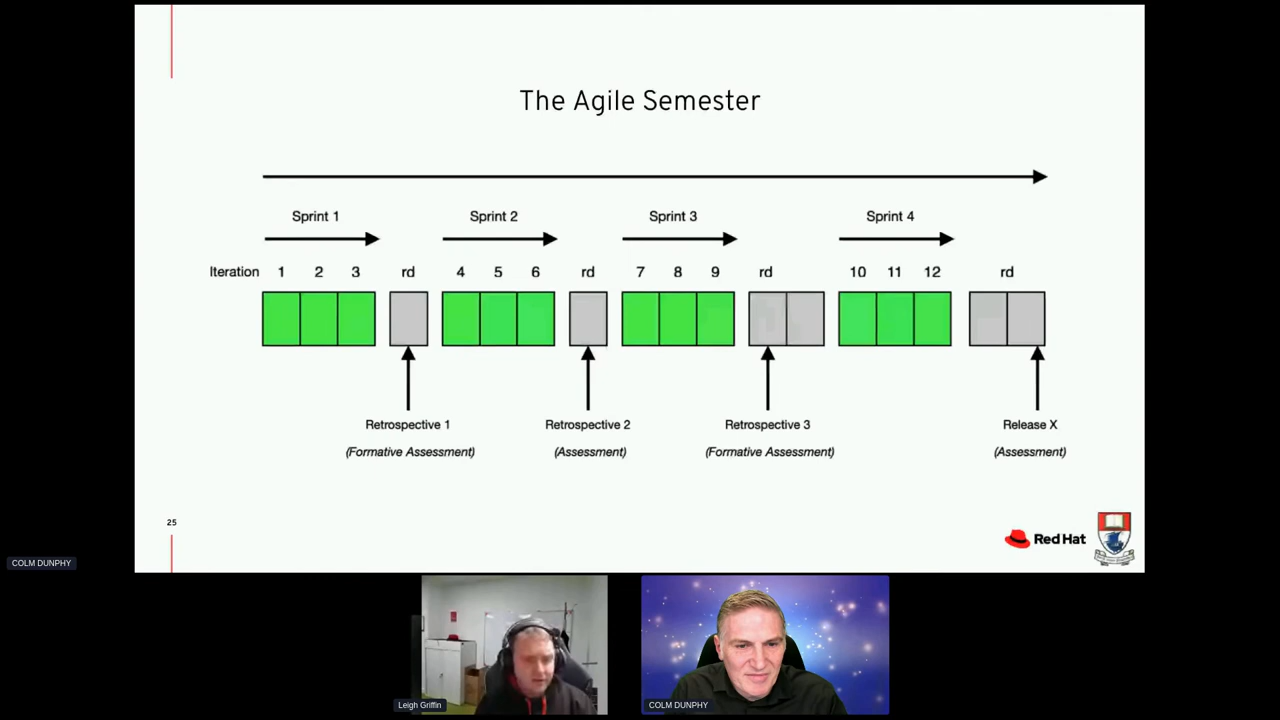 The Agile Semester
Sprint 1 Sprint 2 Sprint 3 Sprint 4
Iteration 1 2 3 rd 4 5 6 rd 7 8 9 rd 10 11 12 rd
Retrospective 1 Retrospective 2 Retrospective 3 Release X
(Formative Assessment) (Assessment) (Formative Assessment) (Assessment)
25
Red Hat
COLM DUNPHY
Leigh Griffin
COLM DUNPHY